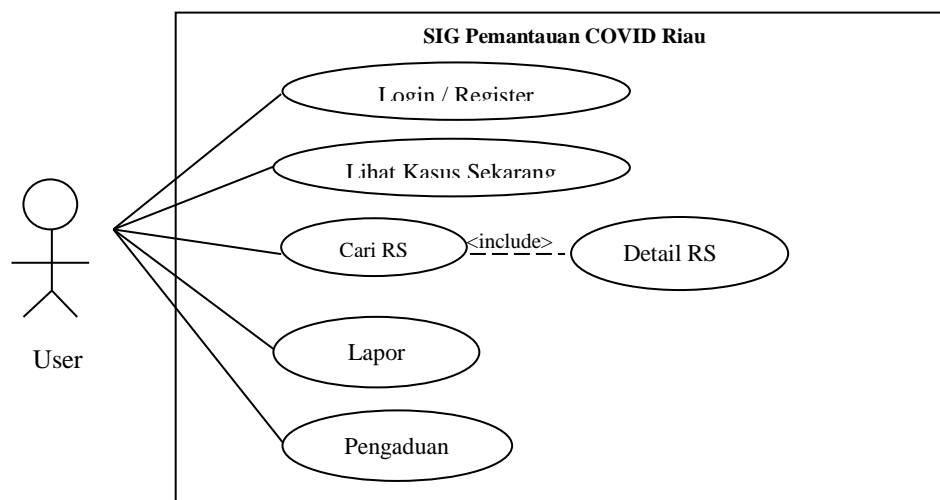 SIG Pemantauan COVID Riau
Login / Register
Lihat Kasus Sekarang
Cari RS
<include>
Detail RS
Lapor
Pengaduan
User